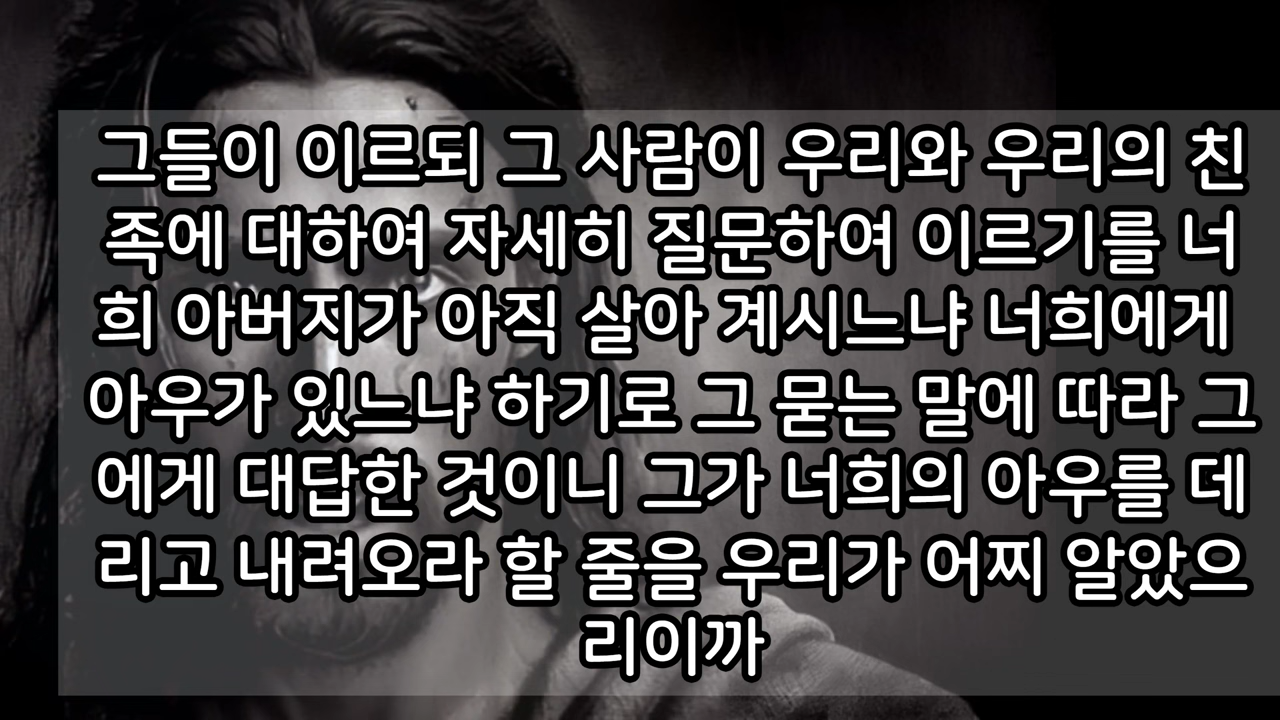 그들이 이르되 그 사람이 우리와 우리의 친
족에 대하여 자세히 질문하여 이르기를 너
희 아버지가 아직 살아 계시느냐 너희에게
아우가 있느냐 하기로 그 묻는 말에 따라 그
에게 대답한 것이니 그가 너희의 아우를 데
리고 내려오라 할 줄을 우리가 어찌 알았으
리이까